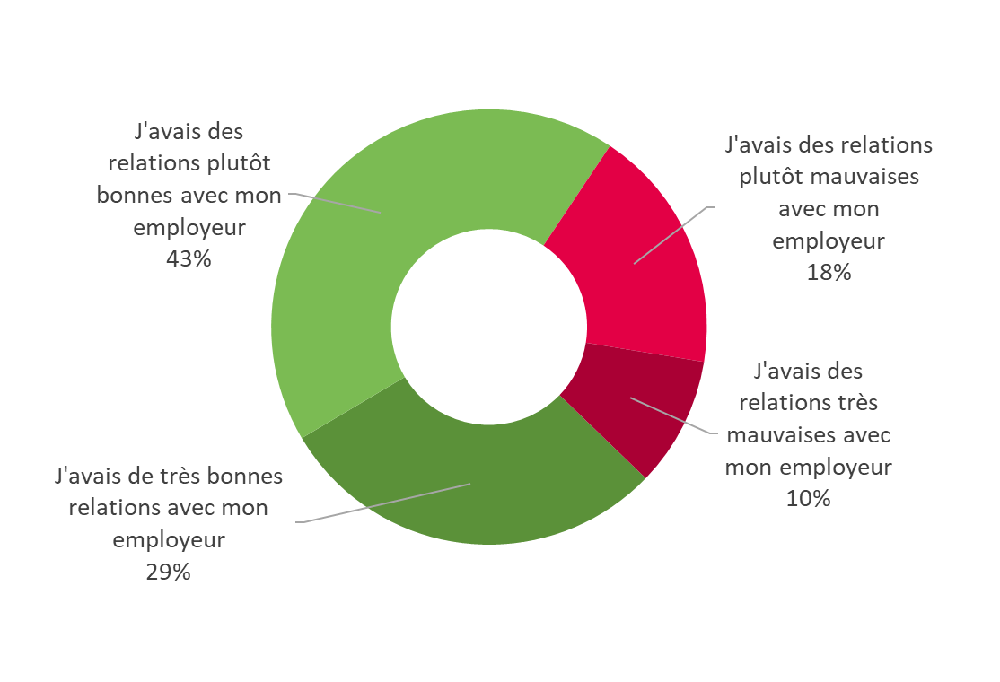 J'avais des
relations plutôt
bonnes avec mon
employeur
43%
J'avais des relations
plutôt mauvaises
avec mon
employeur
18%
J'avais des
relations très
mauvaises avec
mon employeur
10%
J'avais de très bonnes
relations avec mon
employeur
29%